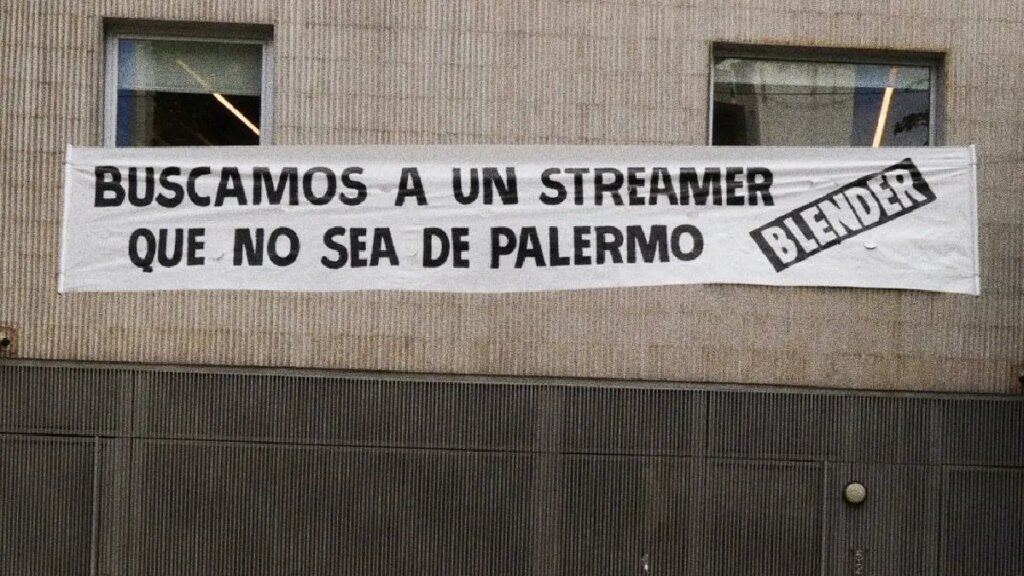 BUSCAMOS A UN STREAMER
QUE NO SEA DE PALERMO
BLENDER